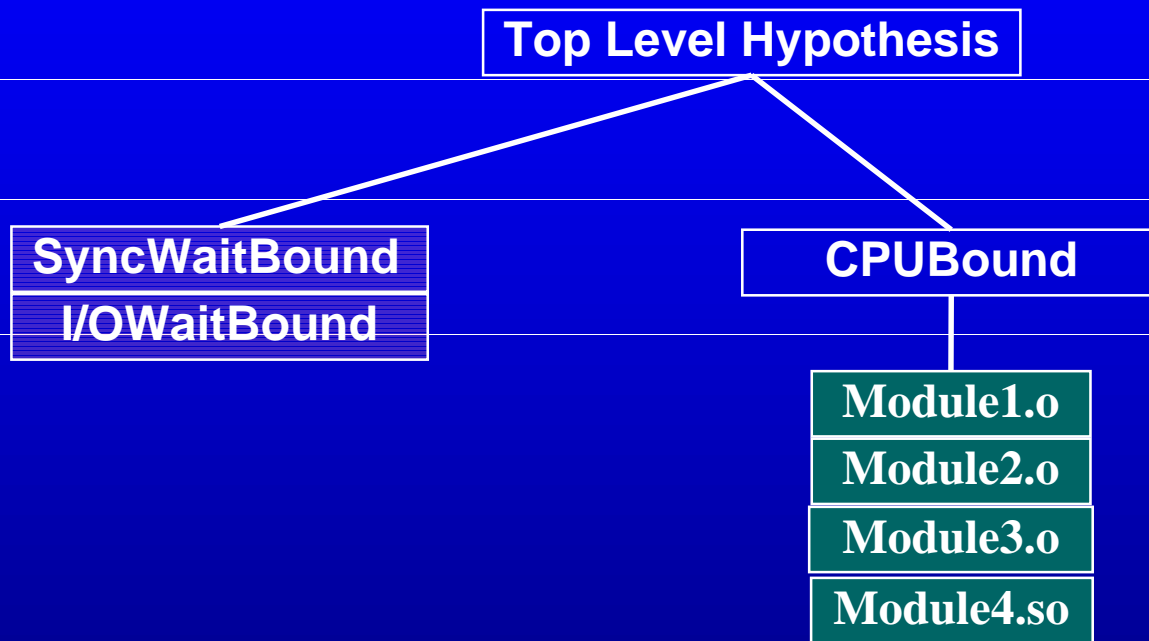 Top Level Hypothesis
SyncWaitBound
I/OWaitBound
CPUBound
Module1.o
Module2.o
Module3.o
Module4.so